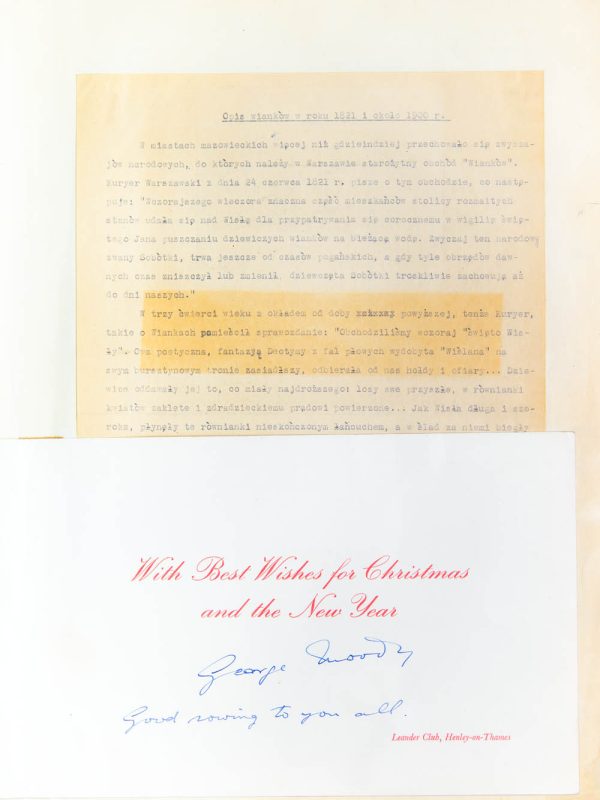 Opis wianków w roku 1821 i około 1900 r.
W miastach mazowieckich więcej niż gdzieindziej przechowało się zwycza-
jów narodowych, do których należy w Warszawie starożytny obchód "Wianków".
Kuryer Warszawski z dnia 24 czerwca 1821 r. pisze o tym obchodzie, co nastę-
puje: "Wczorajszego wieczora znaczna część mieszkańców stolicy rozmaitych
stanów udała się nad Wisłę dla przypatrywania się corocznemu w wigilię świę-
tego Jana puszczaniu dziewiczych wianków na bieżącą wodę. Zwyczaj ten narodowy
zwany Sobótki, trwa jeszcze od czasów pogańskich, a gdy tyle obrzędów daw-
nych czas zniszczył lub zmienił, dziewczęta Sobótki troskliwie zachowują aż
do dni naszych."
W trzy ćwierci wieku z okładem od doby powyższej, tenże Kuryer,
takie o Wiankach pomieścił sprawozdanie: "Obchodziliśmy wczoraj "święto Wis-
ły". Oza poetyczna, fantazyą Deotymy z fal płowych wydobyta "Wiślana" na
swym bursztynowym tronie zasiadłszy, odbierała od nas hołdy i ofiary... Dzie-
wice oddawały jej to, co miały najdroższego: losy swe przyszłe, w równianki
kwiatów zaklęte i zdradzieckiemu prądowi powierzone... Jak Wisła długa i sze-
roka, płynęły te równianki nieskończonym łańcuchem, a w ślad za niemi biegły
With Best Wishes for Christmas
and the New Year
George Moody
Good rowing to you all.
Leander Club, Henley-on-Thames